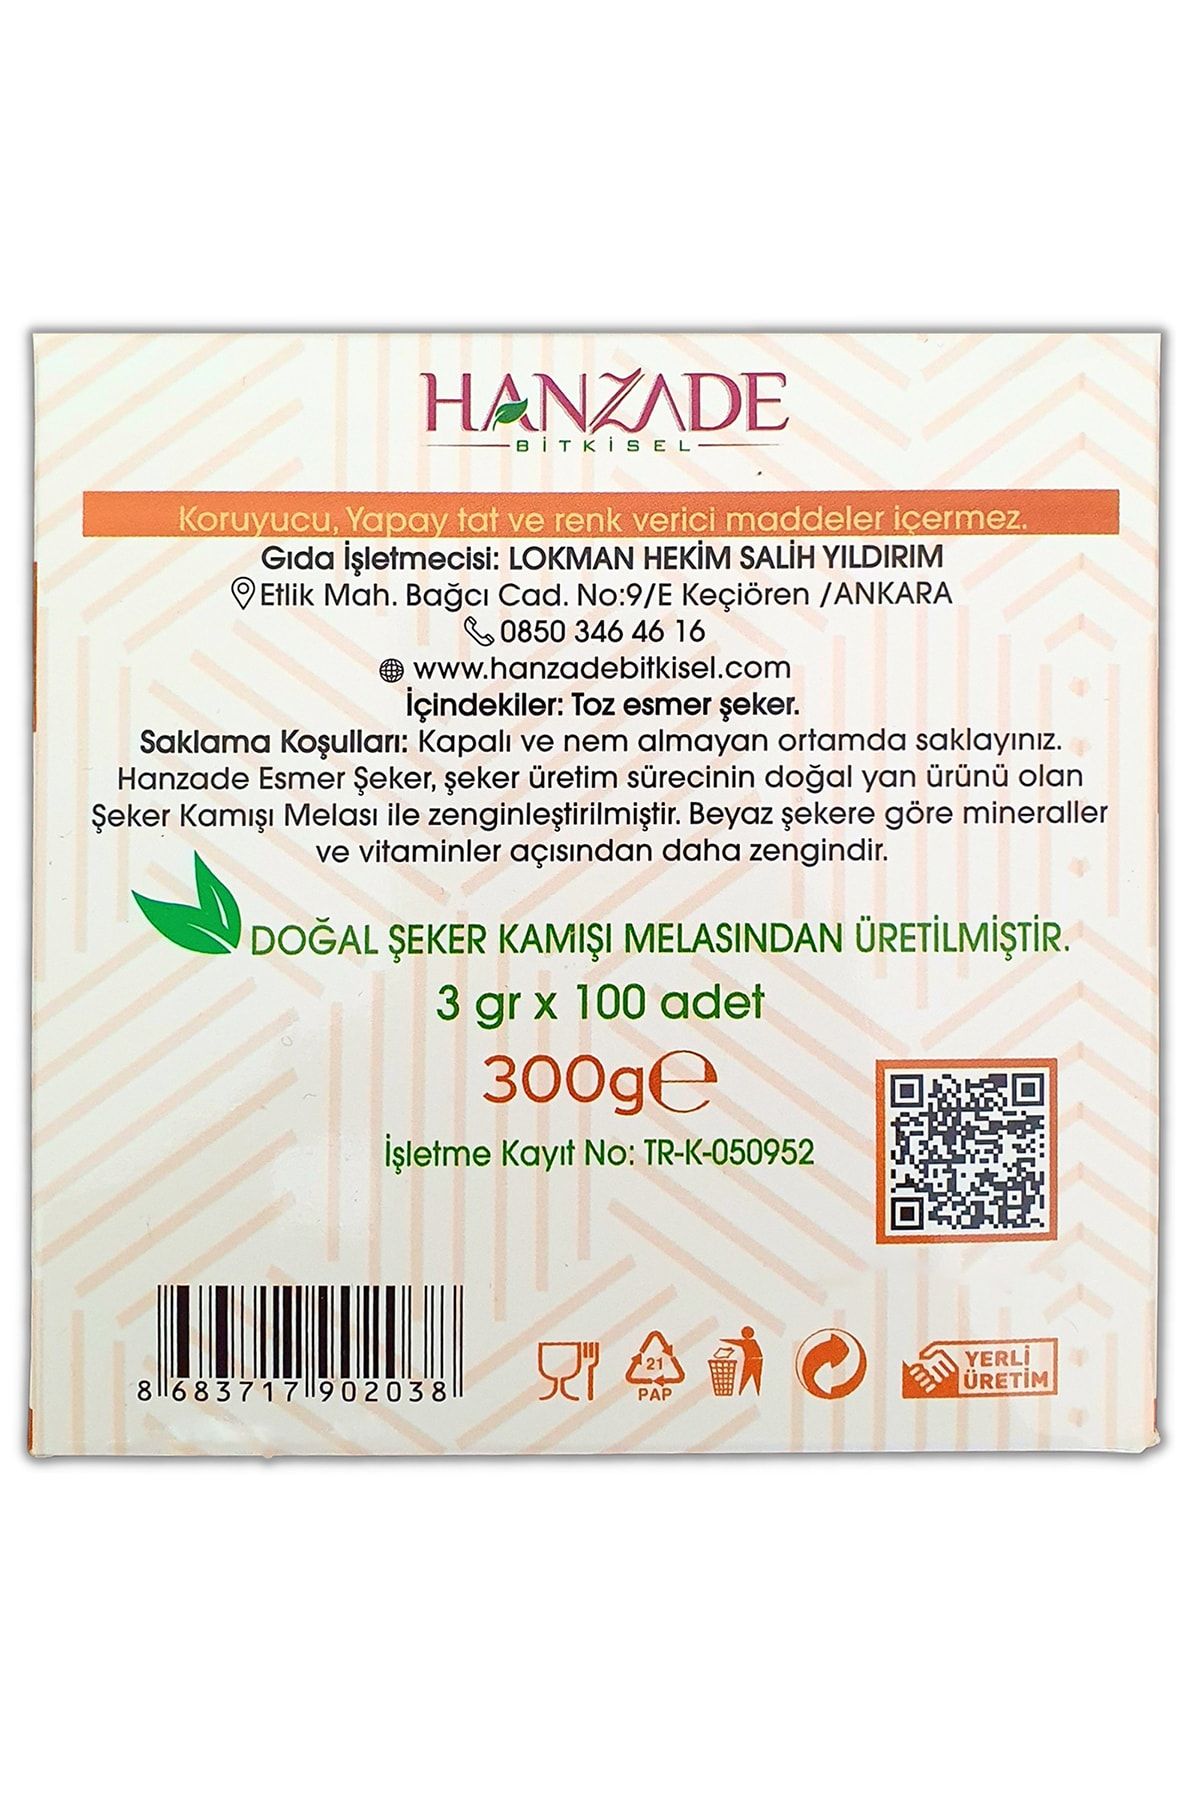 HANZADE
BİTKİSEL
Koruyucu, Yapay tat ve renk verici maddeler içermez.
Gıda İşletmecisi: LOKMAN HEKİM SALİH YILDIRIM
Etlik Mah. Bağcı Cad. No:9/E Keçiören /ANKARA
0850 346 46 16
www.hanzadebitkisel.com
İçindekiler: Toz esmer şeker.
Saklama Koşulları: Kapalı ve nem almayan ortamda saklayınız.
Hanzade Esmer Şeker, şeker üretim sürecinin doğal yan ürünü olan
Şeker Kamışı Melası ile zenginleştirilmiştir. Beyaz şekere göre mineraller
ve vitaminler açısından daha zengindir.
DOĞAL ŞEKER KAMIŞI MELASINDAN ÜRETİLMİŞTİR.
3 gr x 100 adet
300g℮
İşletme Kayıt No: TR-K-050952
8 683717 902038
21
PAP
YERLİ
ÜRETİM